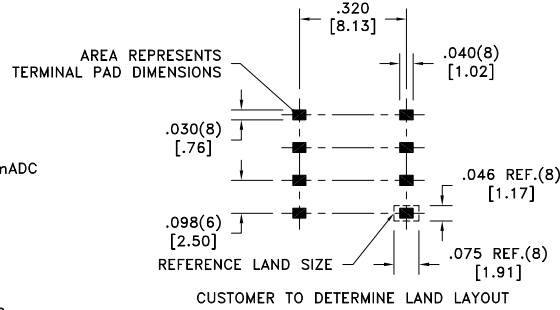 .320
[8.13]
AREA REPRESENTS
TERMINAL PAD DIMENSIONS
.040(8)
[1.02]
.030(8)
[.76]
mADC
.046 REF.(8)
[1.17]
.098(6)
[2.50]
REFERENCE LAND SIZE
.075 REF.(8)
[1.91]
CUSTOMER TO DETERMINE LAND LAYOUT